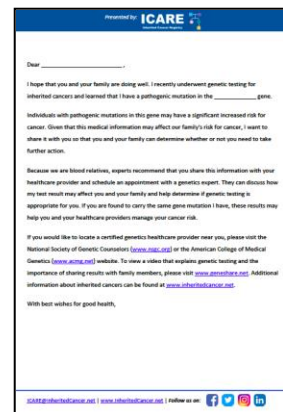 Presented by: ICARE
Inherited Cancer Registry
Dear ____________________ ,
I hope that you and your family are doing well. I recently underwent genetic testing for
inherited cancers and learned that I have a pathogenic mutation in the ____________ gene.
Individuals with pathogenic mutations in this gene may have a significant increased risk for
cancer. Given that this medical information may affect our family's risk for cancer, I want to
share it with you so that you and your family can determine whether or not you need to take
further action.
Because we are blood relatives, experts recommend that you share this information with your
healthcare provider and schedule an appointment with a genetics expert. They can discuss how
my test result may affect you and your family and help determine if genetic testing is
appropriate for you. If you are found to carry the same gene mutation I have, these results may
help you and your healthcare providers manage your cancer risk.
If you would like to locate a certified genetics healthcare provider near you, please visit the
National Society of Genetic Counselors (www.nsgc.org) or the American College of Medical
Genetics (www.acmg.net) website. To view a video that explains genetic testing and the
importance of sharing results with family members, please visit www.geneshare.net. Additional
information about inherited cancers can be found at www.inheritedcancer.net.
With best wishes for good health,
ICARE@InheritedCancer.net | www.InheritedCancer.net | Follow us on: